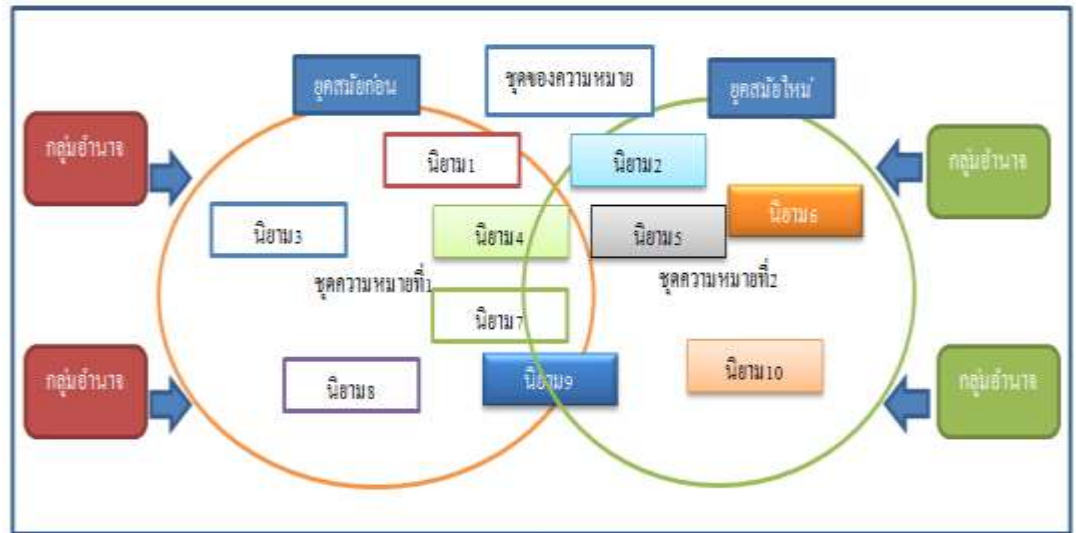 ชุดของความหมาย
ยุคสมัยก่อน
ยุคสมัยใหม่
กลุ่มอำนาจ
กลุ่มอำนาจ
นิยาม1
นิยาม2
นิยาม6
นิยาม3
นิยาม4
นิยาม5
ชุดความหมายที่1
ชุดความหมายที่2
นิยาม7
กลุ่มอำนาจ
นิยาม8
นิยาม9
นิยาม10
กลุ่มอำนาจ